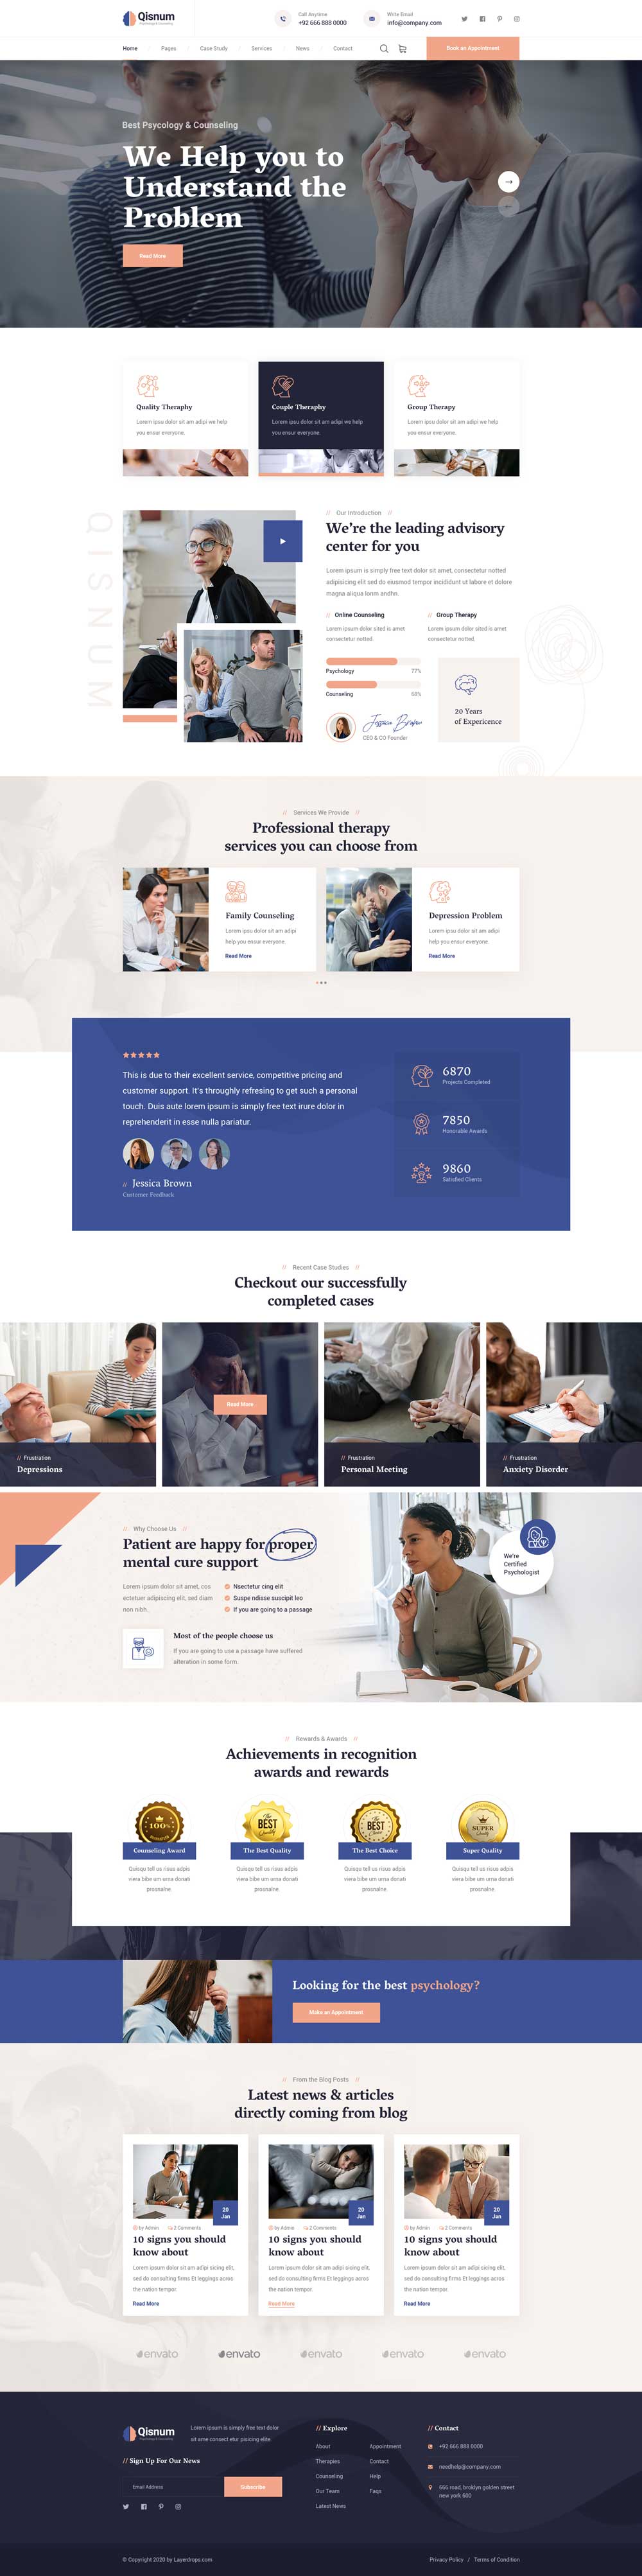 Qisnum
Psychology & Counseling
Call Anytime
+92 666 888 0000
Write Email
info@company.com
Home
Pages
Case Study
Services
News
Contact
Book an Appointment
Best Psycology & Counseling
We Help you to
Understand the
Problem
Read More
Quality Theraphy
Lorem ipsu dolor sit am adipi we help
you ensur everyone.
Couple Theraphy
Lorem ipsu dolor sit am adipi we help
you ensur everyone.
Group Therapy
Lorem ipsu dolor sit am adipi we help
you ensur everyone.
QISNUM
// Our Introduction //
We're the leading advisory
center for you
Lorem ipsum is simply free text dolor sit amet, consectetur notted
adipisicing elit sed do eiusmod tempor incididunt ut labore et dolore
magna aliqua lonm andhn.
// Online Counseling
Lorem ipsum dolor sited is amet
consectetur notted.
// Group Therapy
Lorem ipsum dolor sited is amet
consectetur notted.
Psychology 77%
Counseling 68%
Jessica Brown
CEO & CO Founder
20 Years
of Expericence
// Services We Provide //
Professional therapy
services you can choose from
Family Counseling
Lorem ipsu dolor sit am adipi
help you ensur everyone.
Read More
Depression Problem
Lorem ipsu dolor sit am adipi
help you ensur everyone.
Read More
This is due to their excellent service, competitive pricing and
customer support. It's throughly refresing to get such a personal
touch. Duis aute lorem ipsum is simply free text irure dolor in
reprehenderit in esse nulla pariatur.
// Jessica Brown
Customer Feedback
6870
Projects Completed
7850
Honorable Awards
9860
Satisfied Clients
// Recent Case Studies //
Checkout our successfully
completed cases
// Frustration
Depressions
Read More
// Frustration
Personal Meeting
// Frustration
Anxiety Disorder
// Why Choose Us //
Patient are happy for proper
mental cure support
Lorem ipsum dolor sit amet, cos
ectetuer adipiscing elit, sed diam
non nibh.
Nsectetur cing elit
Suspe ndisse suscipit leo
If you are going to a passage
Most of the people choose us
If you are going to use a passage have suffered
alteration in some form.
We're
Certified
Psychologist
// Rewards & Awards //
Achievements in recognition
awards and rewards
100%
Counseling Award
Quisqu tell us risus adpis
viera bibe um urna donati
prosnalne.
The
BEST
Quality
The Best Quality
Quisqu tell us risus adpis
viera bibe um urna donati
prosnalne.
The
BEST
Choice
The Best Choice
Quisqu tell us risus adpis
viera bibe um urna donati
prosnalne.
SUPER
Quality
Super Quality
Quisqu tell us risus adpis
viera bibe um urna donati
prosnalne.
Looking for the best psychology?
Make an Appointment
// From the Blog Posts //
Latest news & articles
directly coming from blog
20
Jan
by Admin 2 Comments
10 signs you should
know about
Lorem ipsum dolor sit am adipi sicing elit,
sed do consulting firms Et leggings across
the nation tempor.
Read More
20
Jan
by Admin 2 Comments
10 signs you should
know about
Lorem ipsum dolor sit am adipi sicing elit,
sed do consulting firms Et leggings across
the nation tempor.
Read More
20
Jan
by Admin 2 Comments
10 signs you should
know about
Lorem ipsum dolor sit am adipi sicing elit,
sed do consulting firms Et leggings across
the nation tempor.
Read More
envato
envato
envato
envato
envato
Qisnum
Psychology & Counseling
Lorem ipsum is simply free text dolor
sit ame consect etur pisicing elite.
// Sign Up For Our News
Email Address
Subscribe
// Explore
About
Therapies
Counseling
Our Team
Latest News
Appointment
Contact
Help
Faqs
// Contact
+92 666 888 0000
needhelp@company.com
666 road, broklyn golden street
new york 600
© Copyright 2020 by Layerdrops.com
Privacy Policy / Terms of Condition